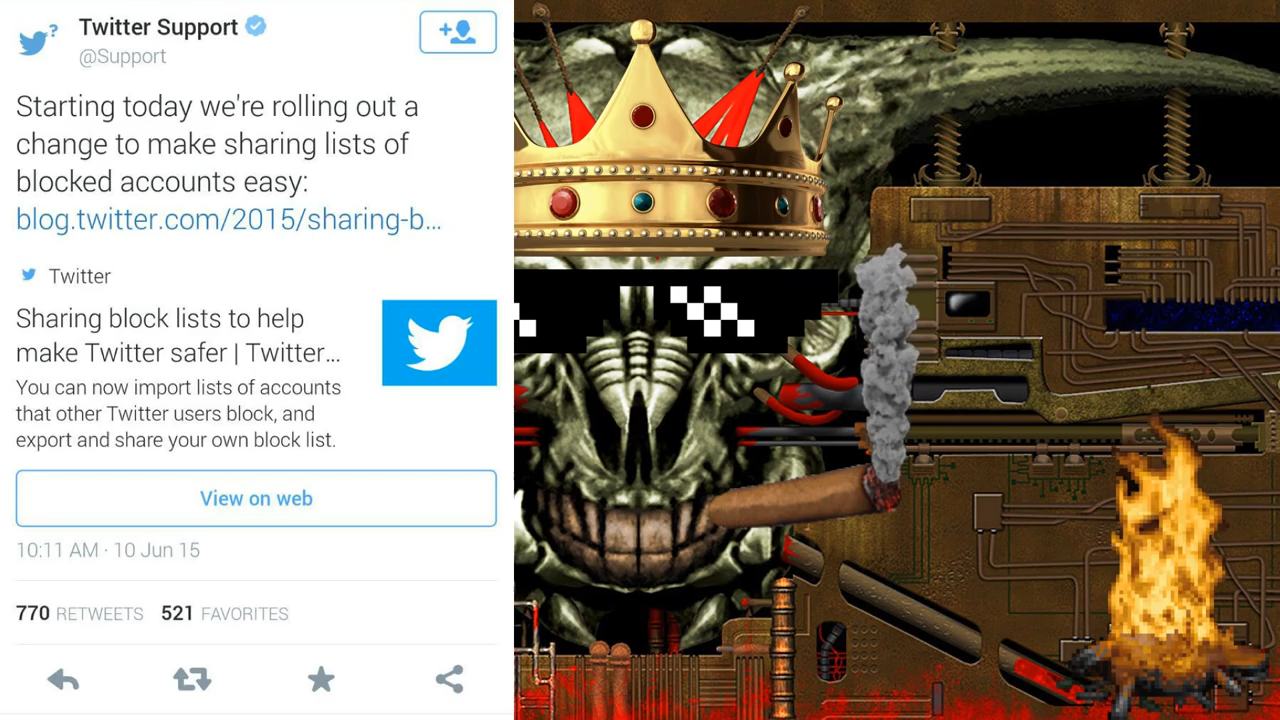 Twitter Support
@Support
Starting today we're rolling out a
change to make sharing lists of
blocked accounts easy:
blog.twitter.com/2015/sharing-b...
Twitter
Sharing block lists to help
make Twitter safer | Twitter...
You can now import lists of accounts
that other Twitter users block, and
export and share your own block list.
View on web
10:11 AM · 10 Jun 15
770 RETWEETS 521 FAVORITES